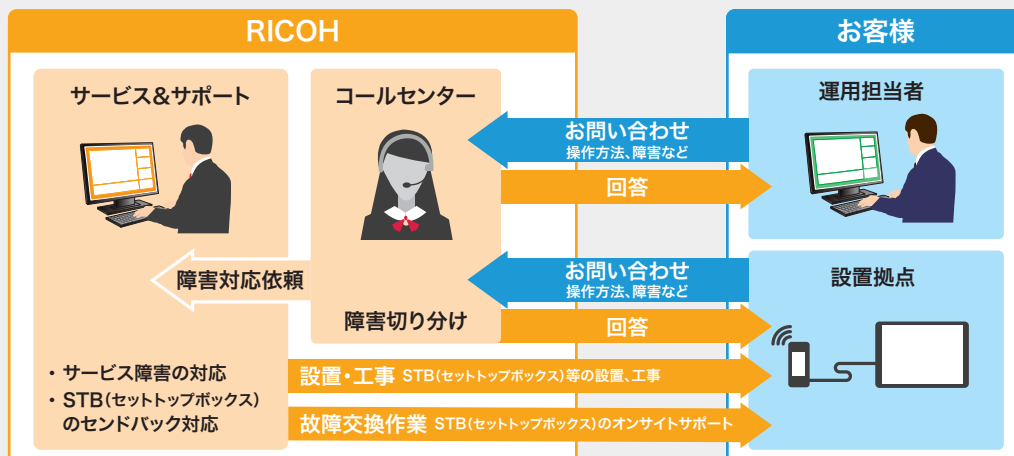 RICOH
お客様
サービス&サポート
コールセンター
運用担当者
お問い合わせ
操作方法、障害など
回答
障害対応依頼
お問い合わせ
操作方法、障害など
設置拠点
障害切り分け
回答
・サービス障害の対応
・STB(セットトップボックス)
のセンドバック対応
設置・工事 STB(セットトップボックス)等の設置、工事
故障交換作業 STB(セットトップボックス)のオンサイトサポート